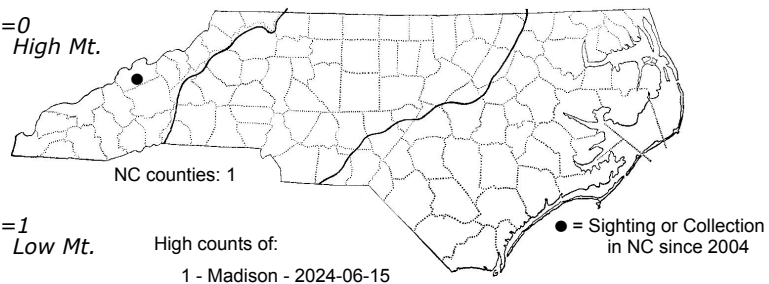 =0
High Mt.
NC counties: 1
=1
Low Mt.
High counts of:
1 - Madison - 2024-06-15
● = Sighting or Collection
in NC since 2004